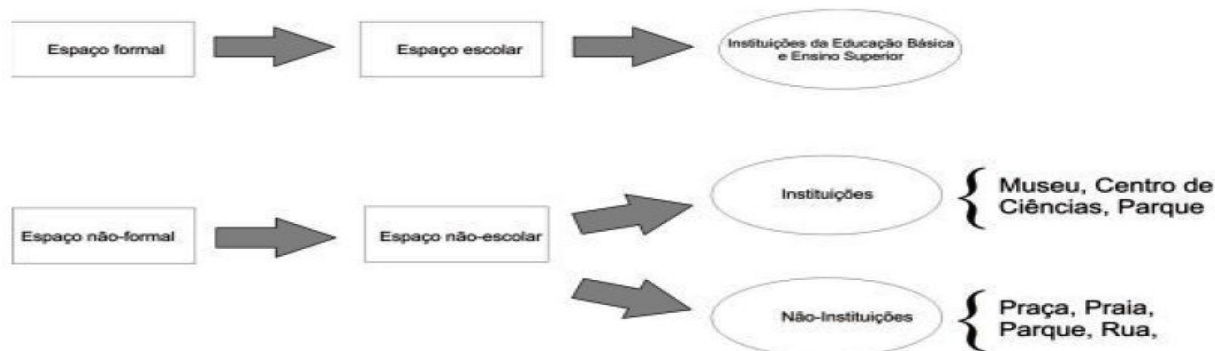 Espaço formal
Espaço escolar
Instituições da Educação Básica
e Ensino Superior
Espaço não-formal
Espaço não-escolar
Instituições
Museu, Centro de
Ciências, Parque
Não-Instituições
Praça, Praia,
Parque, Rua,